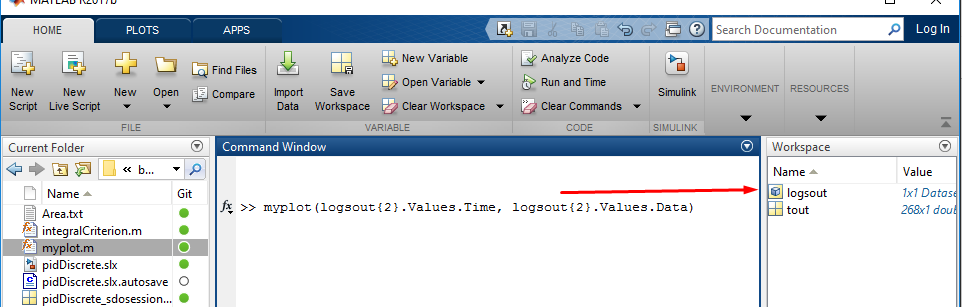 MATLAB R2017b
HOME PLOTS APPS
Search Documentation Log In
New Script
New Live Script
New
Open
Find Files
Compare
Import Data
Save Workspace
New Variable
Open Variable
Clear Workspace
Analyze Code
Run and Time
Clear Commands
Simulink
ENVIRONMENT
RESOURCES
FILE VARIABLE CODE SIMULINK
Current Folder
« b...
Name Git
Area.txt
integralCriterion.m
myplot.m
pidDiscrete.slx
pidDiscrete.slx.autosave
pidDiscrete_sdosession...
Command Window
fx >> myplot(logsout{2}.Values.Time, logsout{2}.Values.Data)
Workspace
Name Value
logsout 1x1 Datase
tout 268x1 doub